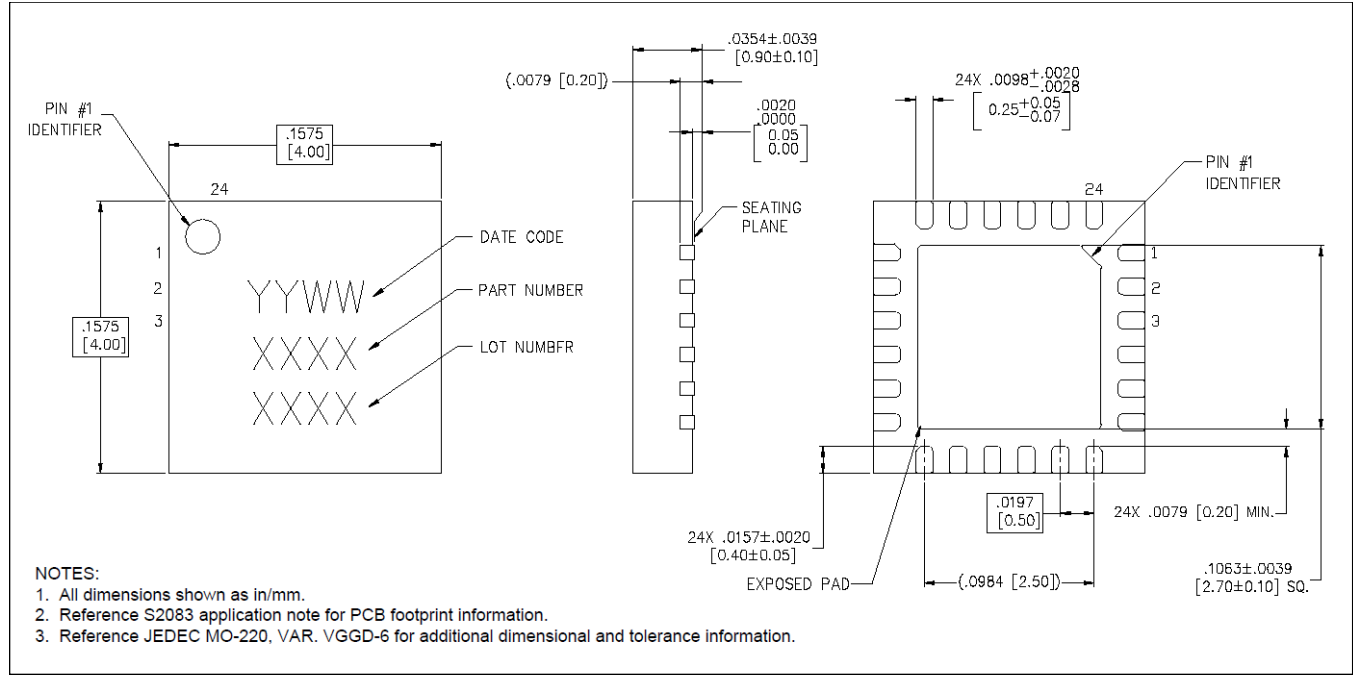 PIN #1
IDENTIFIER
.1575
[4.00]
24
1
2
3
.1575
[4.00]
DATE CODE
YYWW
PART NUMBER
XXXX
LOT NUMBFR
XXXX
.0354±.0039
[0.90±0.10]
(.0079 [0.20])
.0020
.0000
[0.05
0.00]
SEATING
PLANE
24X .0098+.0020
-.0028
[0.25+0.05
-0.07]
PIN #1
IDENTIFIER
24
1
2
3
.0197
[0.50]
24X .0079 [0.20] MIN.
24X .0157±.0020
[0.40±0.05]
EXPOSED PAD
(.0984 [2.50])
.1063±.0039
[2.70±0.10] SQ.
NOTES:
1. All dimensions shown as in/mm.
2. Reference S2083 application note for PCB footprint information.
3. Reference JEDEC MO-220, VAR. VGGD-6 for additional dimensional and tolerance information.